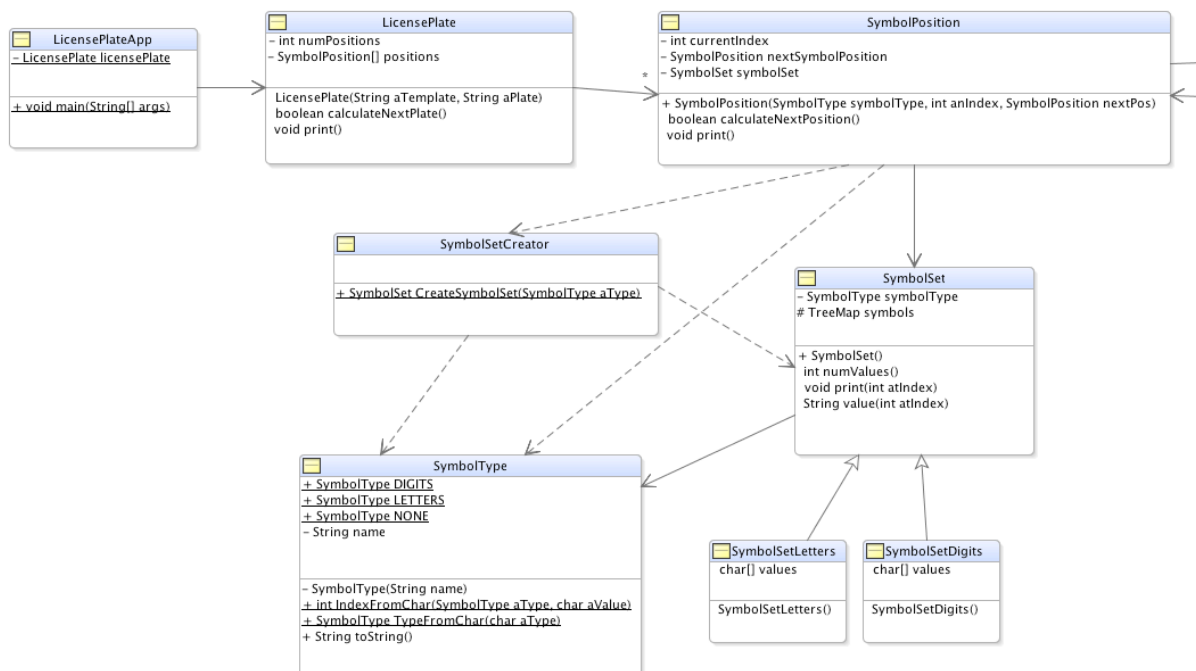 LicensePlateApp
- LicensePlate licensePlate
+ void main(String[] args)
LicensePlate
- int numPositions
- SymbolPosition[] positions
LicensePlate(String aTemplate, String aPlate)
boolean calculateNextPlate()
void print()
*
SymbolPosition
- int currentIndex
- SymbolPosition nextSymbolPosition
- SymbolSet symbolSet
+ SymbolPosition(SymbolType symbolType, int anIndex, SymbolPosition nextPos)
boolean calculateNextPosition()
void print()
SymbolSetCreator
+ SymbolSet CreateSymbolSet(SymbolType aType)
SymbolSet
- SymbolType symbolType
# TreeMap symbols
+ SymbolSet()
int numValues()
void print(int atIndex)
String value(int atIndex)
SymbolType
+ SymbolType DIGITS
+ SymbolType LETTERS
+ SymbolType NONE
- String name
- SymbolType(String name)
+ int IndexFromChar(SymbolType aType, char aValue)
+ SymbolType TypeFromChar(char aType)
+ String toString()
SymbolSetLetters
char[] values
SymbolSetLetters()
SymbolSetDigits
char[] values
SymbolSetDigits()